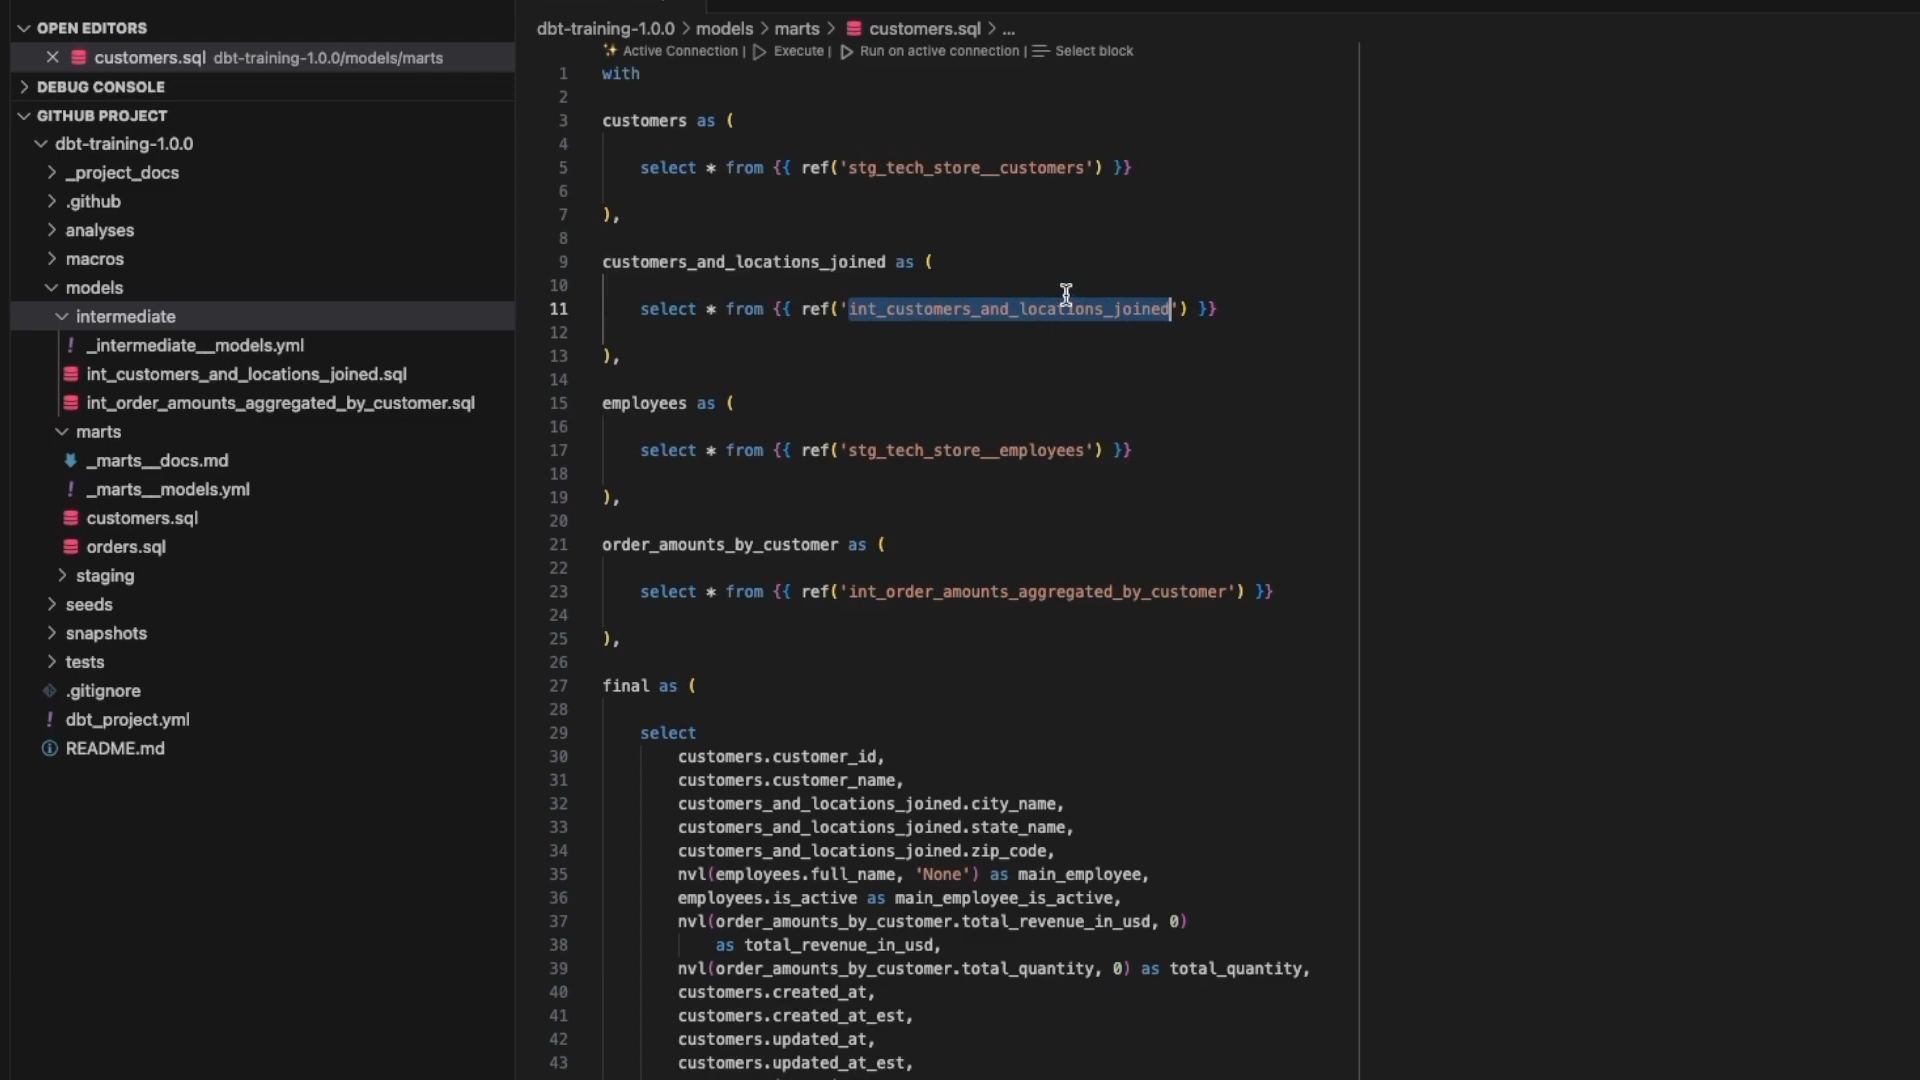 OPEN EDITORS
customers.sql dbt-training-1.0.0/models/marts
DEBUG CONSOLE
GITHUB PROJECT
dbt-training-1.0.0
_project_docs
.github
analyses
macros
models
intermediate
_intermediate__models.yml
int_customers_and_locations_joined.sql
int_order_amounts_aggregated_by_customer.sql
marts
_marts__docs.md
_marts__models.yml
customers.sql
orders.sql
staging
seeds
snapshots
tests
.gitignore
dbt_project.yml
README.md
dbt-training-1.0.0 > models > marts > customers.sql > ...
Active Connection | Execute | Run on active connection | Select block
1 with
2
3 customers as (
4
5 select * from {{ ref('stg_tech_store__customers') }}
6
7 ),
8
9 customers_and_locations_joined as (
10
11 select * from {{ ref('int_customers_and_locations_joined') }}
12
13 ),
14
15 employees as (
16
17 select * from {{ ref('stg_tech_store__employees') }}
18
19 ),
20
21 order_amounts_by_customer as (
22
23 select * from {{ ref('int_order_amounts_aggregated_by_customer') }}
24
25 ),
26
27 final as (
28
29 select
30 customers.customer_id,
31 customers.customer_name,
32 customers_and_locations_joined.city_name,
33 customers_and_locations_joined.state_name,
34 customers_and_locations_joined.zip_code,
35 nvl(employees.full_name, 'None') as main_employee,
36 employees.is_active as main_employee_is_active,
37 nvl(order_amounts_by_customer.total_revenue_in_usd, 0)
38 as total_revenue_in_usd,
39 nvl(order_amounts_by_customer.total_quantity, 0) as total_quantity,
40 customers.created_at,
41 customers.created_at_est,
42 customers.updated_at,
43 customers.updated_at_est,